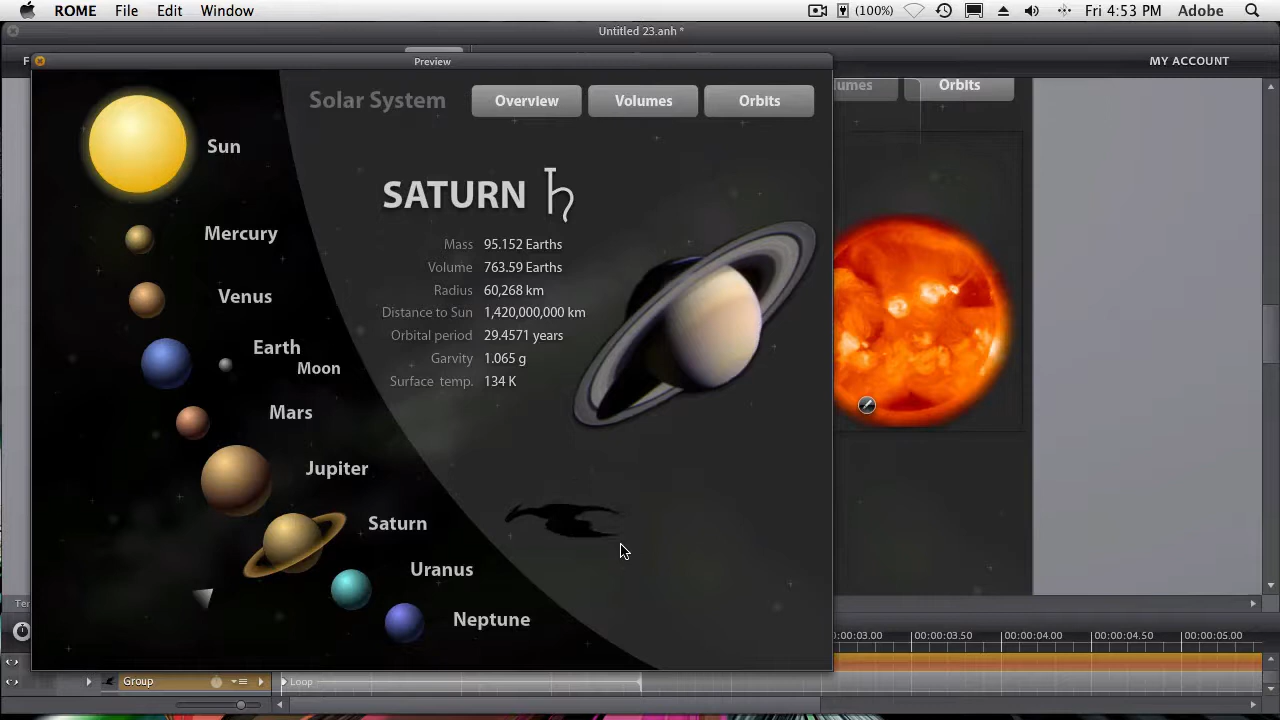 ROME File Edit Window (100%) Fri 4:53 PM Adobe
Untitled 23.anh *
F MY ACCOUNT
Preview
Solar System Overview Volumes Orbits
umes Orbits
Sun
SATURN ♄
Mercury
Mass 95.152 Earths
Volume 763.59 Earths
Venus
Radius 60,268 km
Distance to Sun 1,420,000,000 km
Orbital period 29.4571 years
Earth
Garvity 1.065 g
Moon
Surface temp. 134 K
Mars
Jupiter
Saturn
Uranus
Neptune
Ter
00:00:03.00 00:00:03.50 00:00:04.00 00:00:04.50 00:00:05.00
Group Loop